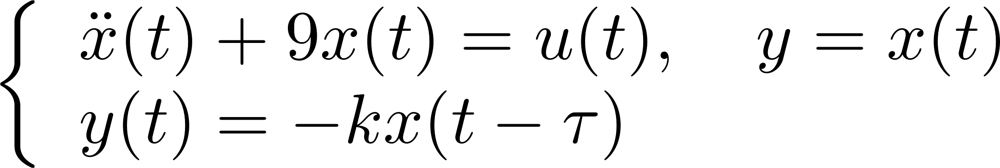 ẍ(t) + 9x(t) = u(t), y = x(t)
y(t) = −kx(t − τ)